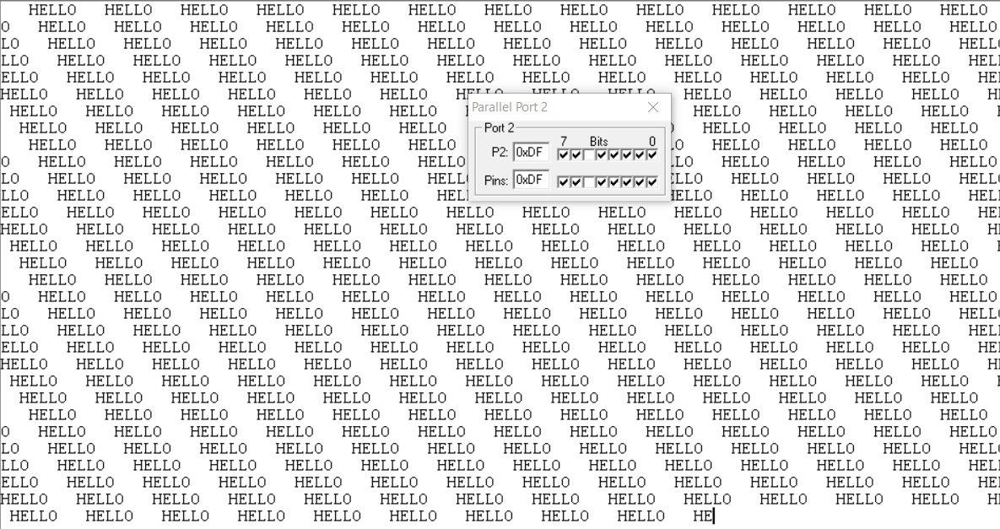 HELLO HELLO HELLO HELLO HELLO HELLO HELLO HELLO HELLO HELLO HELLO HELLO HELLO
O HELLO HELLO HELLO HELLO HELLO HELLO HELLO HELLO HELLO HELLO HELLO HELLO HELLO
LO HELLO HELLO HELLO HELLO HELLO HELLO HELLO HELLO HELLO HELLO HELLO HELLO HELL
LLO HELLO HELLO HELLO HELLO HELLO HELLO HELLO HELLO HELLO HELLO HELLO HELLO HEL
ELLO HELLO HELLO HELLO HELLO HELLO HELLO HELLO HELLO HELLO HELLO HELLO HELLO HE
HELLO HELLO HELLO HELLO HELLO HELLO HELLO HELLO HELLO HELLO HELLO HELLO HELLO H
HELLO HELLO HELLO HELLO HELLO HELLO HELLO HELLO HELLO HELLO
HELLO HELLO HELLO HELLO HELLO HELLO HELLO HELLO HELLO HELLO
HELLO HELLO HELLO HELLO HELLO HELLO HELLO HELLO HELLO HELLO
O HELLO HELLO HELLO HELLO HELLO HELLO LO HELLO HELLO HELLO HELLO
LO HELLO HELLO HELLO HELLO HELLO HELL LLO HELLO HELLO HELLO HELL
LLO HELLO HELLO HELLO HELLO HELLO HEL ELLO HELLO HELLO HELLO HEL
ELLO HELLO HELLO HELLO HELLO HELLO HELLO HELLO HELLO HELLO HELLO HELLO HELLO HE
HELLO HELLO HELLO HELLO HELLO HELLO HELLO HELLO HELLO HELLO HELLO HELLO HELLO H
HELLO HELLO HELLO HELLO HELLO HELLO HELLO HELLO HELLO HELLO HELLO HELLO HELLO
HELLO HELLO HELLO HELLO HELLO HELLO HELLO HELLO HELLO HELLO HELLO HELLO HELLO
HELLO HELLO HELLO HELLO HELLO HELLO HELLO HELLO HELLO HELLO HELLO HELLO HELLO
O HELLO HELLO HELLO HELLO HELLO HELLO HELLO HELLO HELLO HELLO HELLO HELLO HELLO
LO HELLO HELLO HELLO HELLO HELLO HELLO HELLO HELLO HELLO HELLO HELLO HELLO HELL
LLO HELLO HELLO HELLO HELLO HELLO HELLO HELLO HELLO HELLO HELLO HELLO HELLO HEL
ELLO HELLO HELLO HELLO HELLO HELLO HELLO HELLO HELLO HELLO HELLO HELLO HELLO HE
HELLO HELLO HELLO HELLO HELLO HELLO HELLO HELLO HELLO HELLO HELLO HELLO HELLO H
HELLO HELLO HELLO HELLO HELLO HELLO HELLO HELLO HELLO HELLO HELLO HELLO HELLO
HELLO HELLO HELLO HELLO HELLO HELLO HELLO HELLO HELLO HELLO HELLO HELLO HELLO
HELLO HELLO HELLO HELLO HELLO HELLO HELLO HELLO HELLO HELLO HELLO HELLO HELLO
O HELLO HELLO HELLO HELLO HELLO HELLO HELLO HELLO HELLO HELLO HELLO HELLO HELLO
LO HELLO HELLO HELLO HELLO HELLO HELLO HELLO HELLO HELLO HELLO HELLO HELLO HELL
LLO HELLO HELLO HELLO HELLO HELLO HELLO HELLO HELLO HELLO HELLO HELLO HELLO HEL
ELLO HELLO HELLO HELLO HELLO HELLO HELLO HELLO HELLO HELLO HELLO HELLO HELLO HE
HELLO HELLO HELLO HELLO HELLO HELLO HELLO HELLO HELLO HELLO HELLO HELLO HELLO H
HELLO HELLO HELLO HELLO HELLO HELLO HELLO HELLO HELLO HE
Parallel Port 2
Port 2
7 Bits 0
P2: 0xDF
Pins: 0xDF